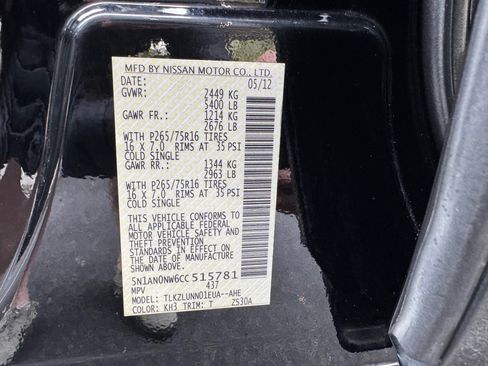 MFD BY NISSAN MOTOR CO., LTD.
DATE: 05/12
GVWR: 2449 KG
5400 LB
GAWR FR.: 1214 KG
2676 LB
WITH P265/75R16 TIRES
16 X 7.0 RIMS AT 35 PSI
COLD SINGLE
GAWR RR.: 1344 KG
2963 LB
WITH P265/75R16 TIRES
16 X 7.0 RIMS AT 35 PSI
COLD SINGLE
THIS VEHICLE CONFORMS TO
ALL APPLICABLE FEDERAL
MOTOR VEHICLE SAFETY AND
THEFT PREVENTION
STANDARDS IN EFFECT ON
THE DATE OF MANUFACTURE
SHOWN ABOVE.
5N1AN0NW6CC515781
MPV 437
MODEL: TLKZLUNN01EUA--AHE
COLOR: KH3 TRIM: T ZS30A